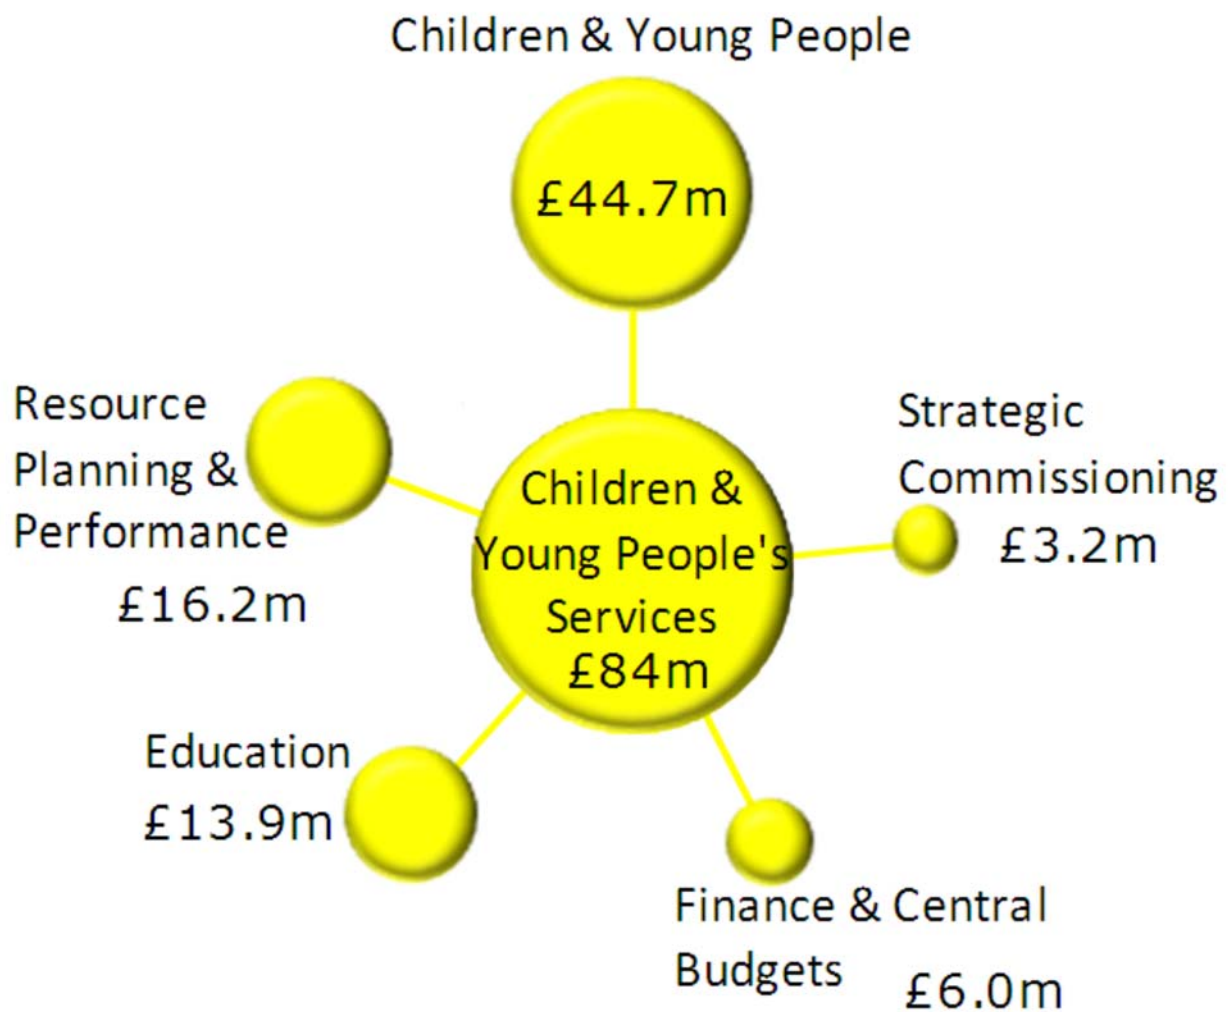 Children & Young People
£44.7m
Resource
Planning &
Performance
£16.2m
Strategic
Commissioning
£3.2m
Children &
Young People's
Services
£84m
Education
£13.9m
Finance & Central
Budgets
£6.0m